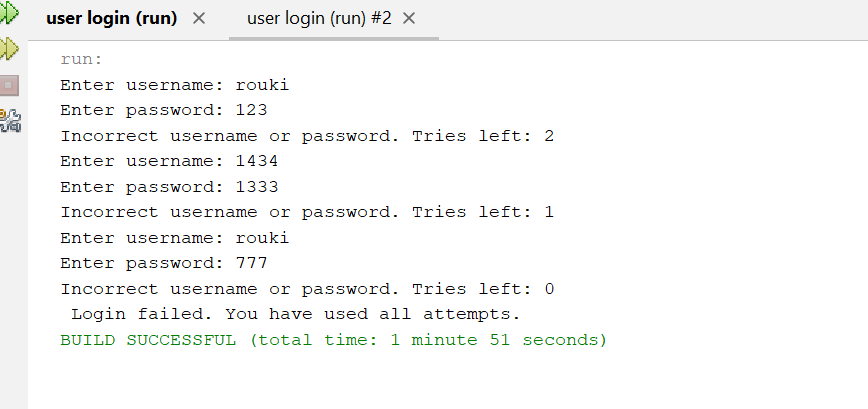 user login (run) × user login (run) #2 ×
run:
Enter username: rouki
Enter password: 123
Incorrect username or password. Tries left: 2
Enter username: 1434
Enter password: 1333
Incorrect username or password. Tries left: 1
Enter username: rouki
Enter password: 777
Incorrect username or password. Tries left: 0
 Login failed. You have used all attempts.
BUILD SUCCESSFUL (total time: 1 minute 51 seconds)